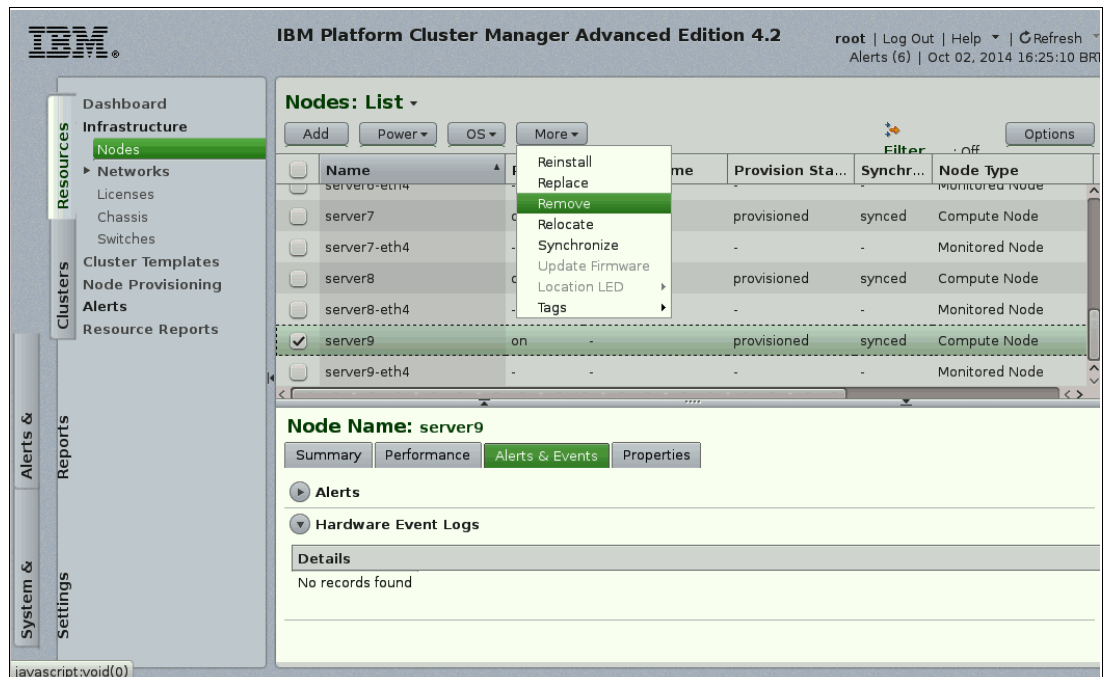 IBM®
IBM Platform Cluster Manager Advanced Edition 4.2
root | Log Out | Help | Refresh
Alerts (6) | Oct 02, 2014 16:25:10 BRT
Resources
Clusters
Alerts & Reports
System & Settings
Dashboard
Infrastructure
Nodes
Networks
Licenses
Chassis
Switches
Cluster Templates
Node Provisioning
Alerts
Resource Reports
Nodes: List
Add Power OS More Options
Filter : Off
Name me Provision Sta... Synchr... Node Type
server6-eth4 - - Monitored Node
server7 provisioned synced Compute Node
server7-eth4 - - - Monitored Node
server8 provisioned synced Compute Node
server8-eth4 - - - Monitored Node
server9 on - provisioned synced Compute Node
server9-eth4 - - - - Monitored Node
Reinstall
Replace
Remove
Relocate
Synchronize
Update Firmware
Location LED
Tags
Node Name: server9
Summary Performance Alerts & Events Properties
Alerts
Hardware Event Logs
Details
No records found
javascript:void(0)